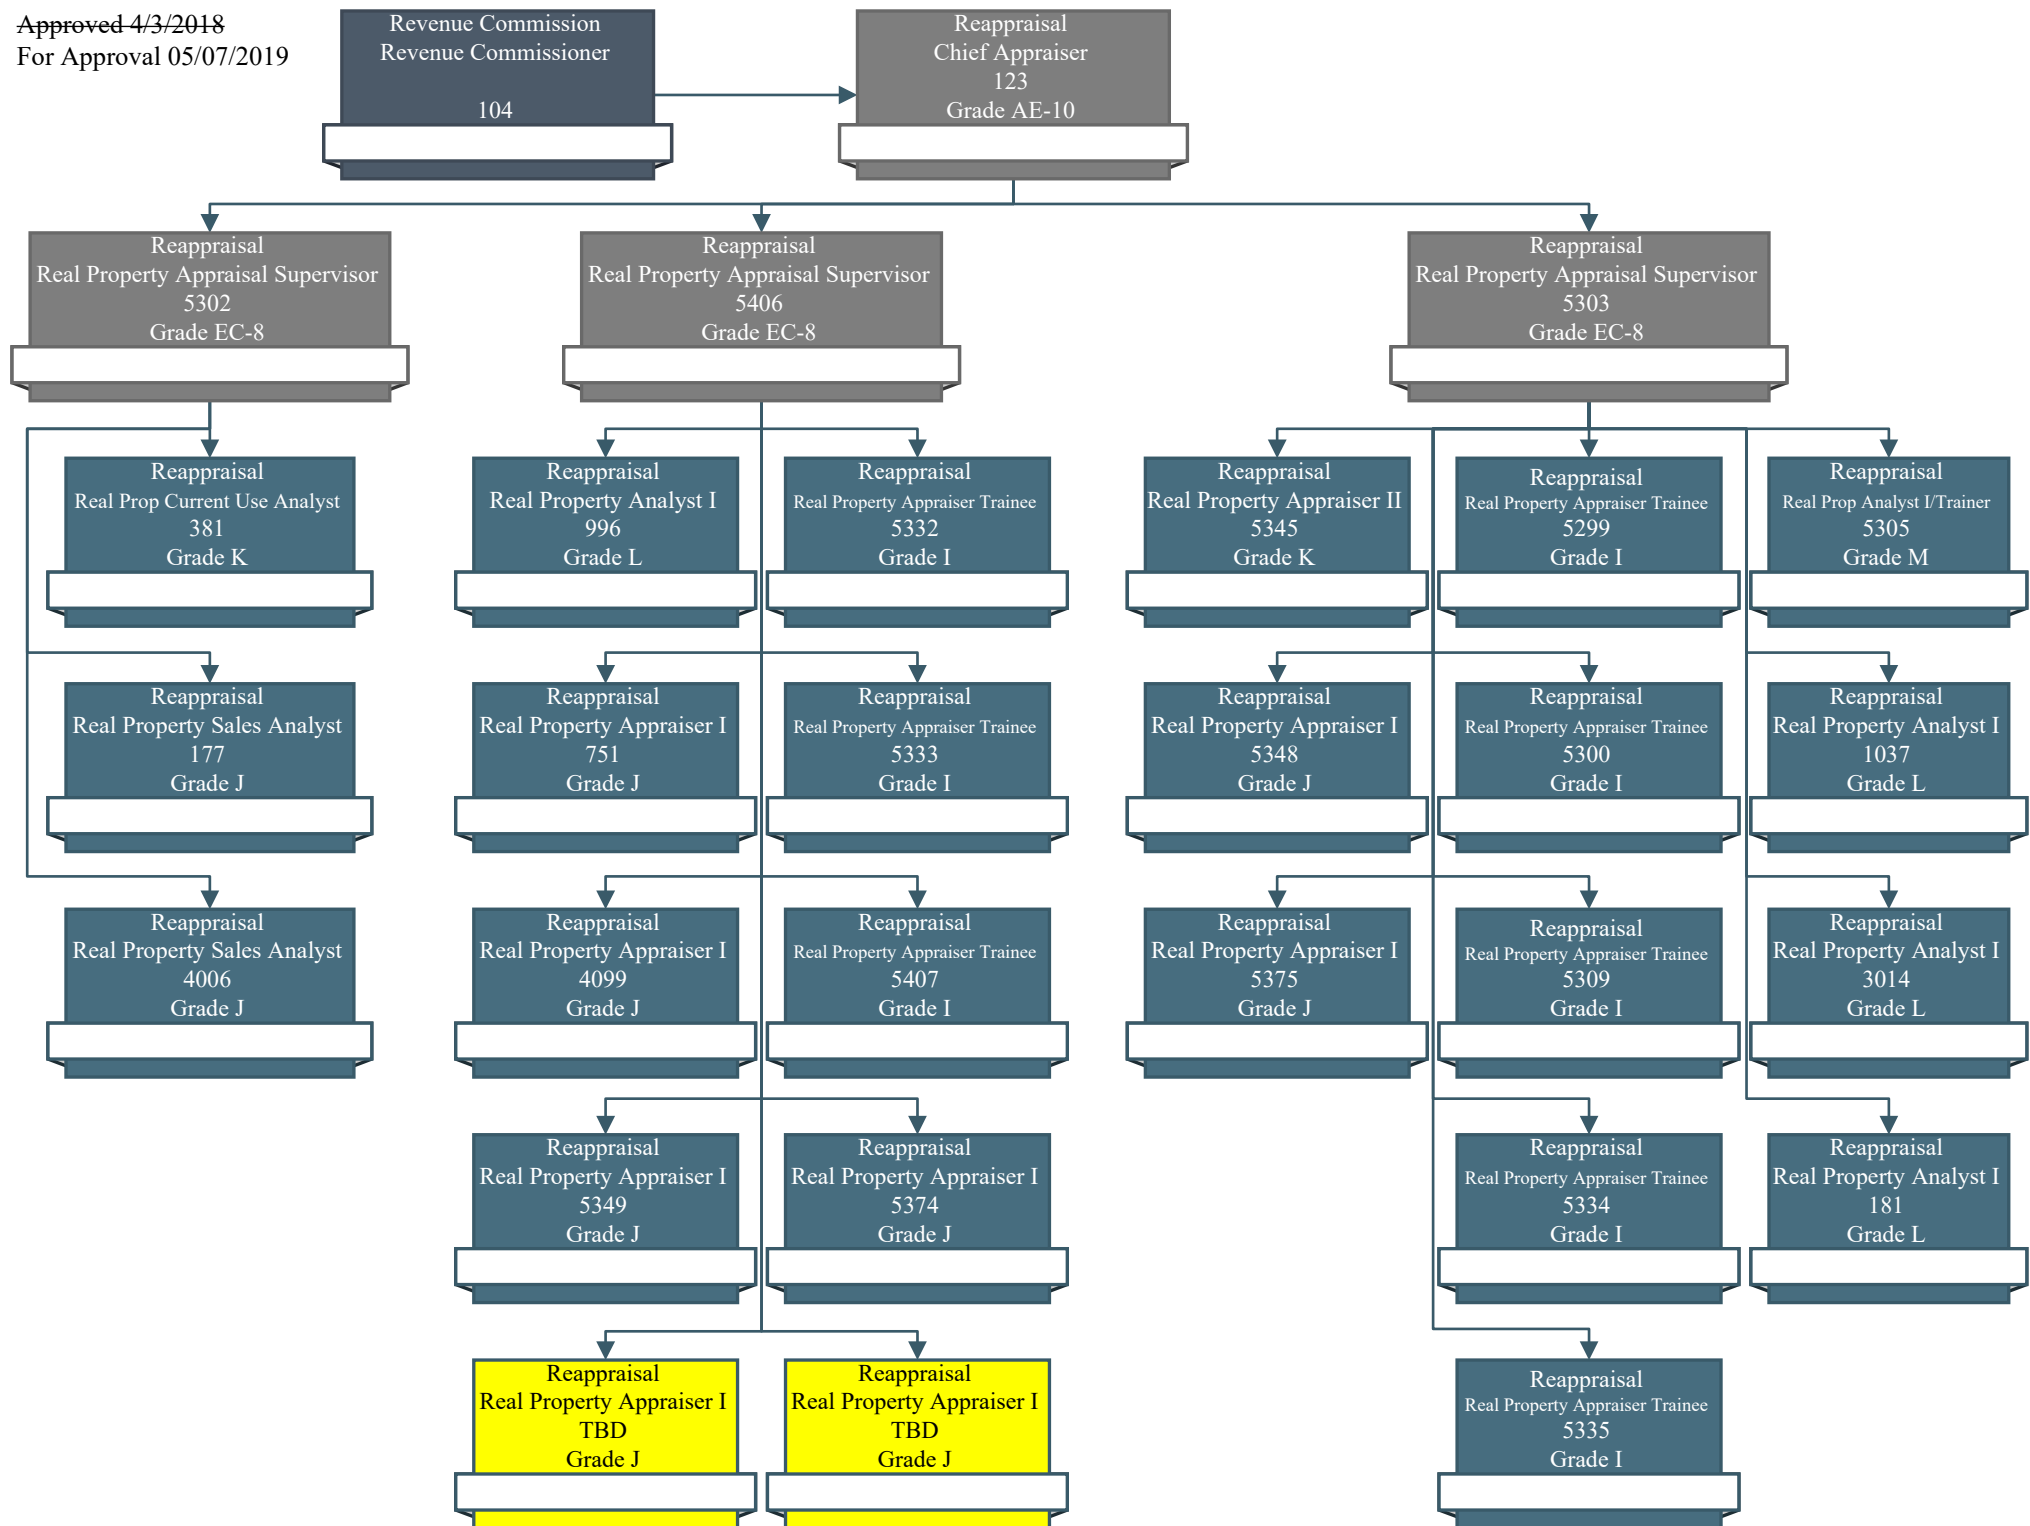 Approved 4/3/2018
For Approval 05/07/2019
Revenue Commission
Revenue Commissioner
104
Reappraisal
Chief Appraiser
123
Grade AE-10
Reappraisal
Real Property Appraisal Supervisor
5302
Grade EC-8
Reappraisal
Real Property Appraisal Supervisor
5406
Grade EC-8
Reappraisal
Real Property Appraisal Supervisor
5303
Grade EC-8
Reappraisal
Real Prop Current Use Analyst
381
Grade K
Reappraisal
Real Property Analyst I
996
Grade L
Reappraisal
Real Property Appraiser Trainee
5332
Grade I
Reappraisal
Real Property Appraiser II
5345
Grade K
Reappraisal
Real Property Appraiser Trainee
5299
Grade I
Reappraisal
Real Prop Analyst I/Trainer
5305
Grade M
Reappraisal
Real Property Sales Analyst
177
Grade J
Reappraisal
Real Property Appraiser I
751
Grade J
Reappraisal
Real Property Appraiser Trainee
5333
Grade I
Reappraisal
Real Property Appraiser I
5348
Grade J
Reappraisal
Real Property Appraiser Trainee
5300
Grade I
Reappraisal
Real Property Analyst I
1037
Grade L
Reappraisal
Real Property Sales Analyst
4006
Grade J
Reappraisal
Real Property Appraiser I
4099
Grade J
Reappraisal
Real Property Appraiser Trainee
5407
Grade I
Reappraisal
Real Property Appraiser I
5375
Grade J
Reappraisal
Real Property Appraiser Trainee
5309
Grade I
Reappraisal
Real Property Analyst I
3014
Grade L
Reappraisal
Real Property Appraiser I
5349
Grade J
Reappraisal
Real Property Appraiser I
5374
Grade J
Reappraisal
Real Property Appraiser Trainee
5334
Grade I
Reappraisal
Real Property Analyst I
181
Grade L
Reappraisal
Real Property Appraiser I
TBD
Grade J
Reappraisal
Real Property Appraiser I
TBD
Grade J
Reappraisal
Real Property Appraiser Trainee
5335
Grade I